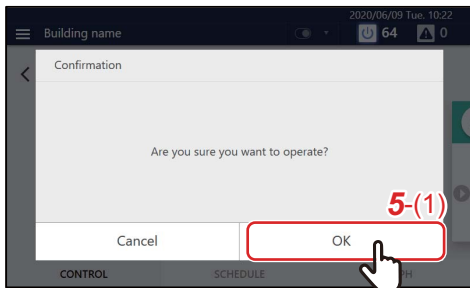 2020/06/09 Tue. 10:22
Building name
64
0
Confirmation
Are you sure you want to operate?
5-(1)
Cancel
OK
CONTROL
SCHEDULE
PH